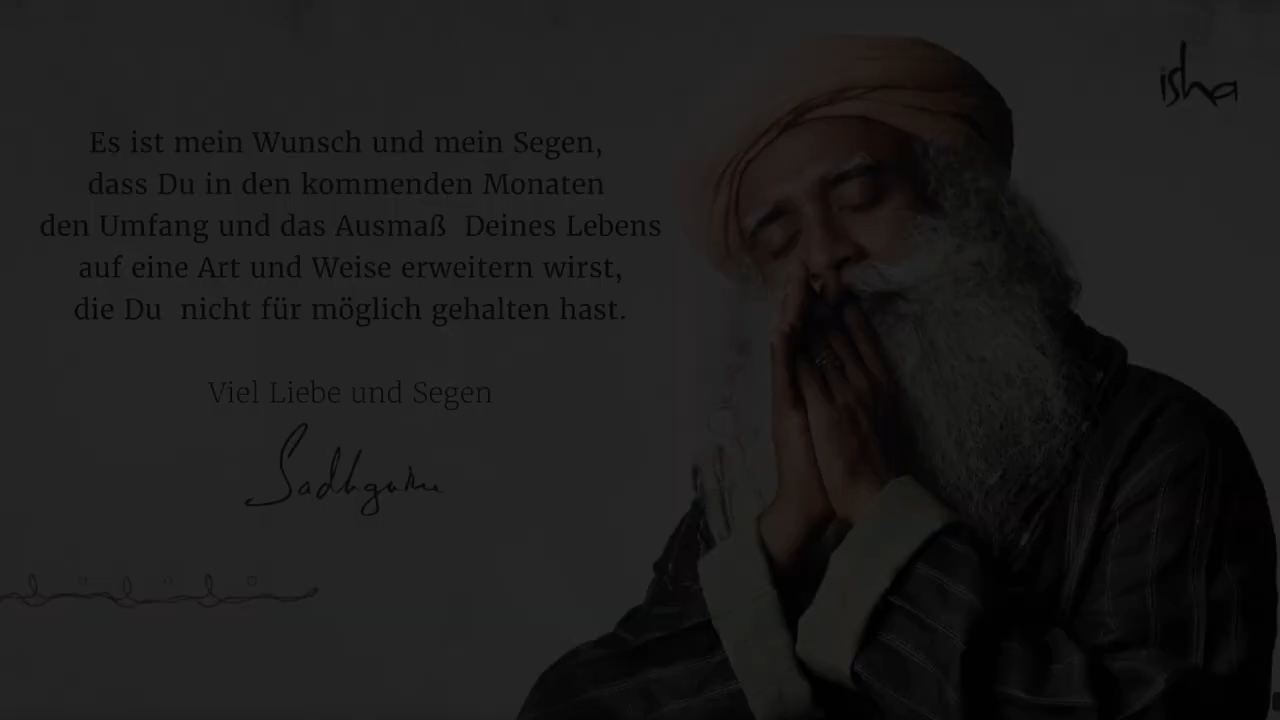 isha
Es ist mein Wunsch und mein Segen,
dass Du in den kommenden Monaten
den Umfang und das Ausmaß Deines Lebens
auf eine Art und Weise erweitern wirst,
die Du nicht für möglich gehalten hast.
Viel Liebe und Segen
Sadhguru